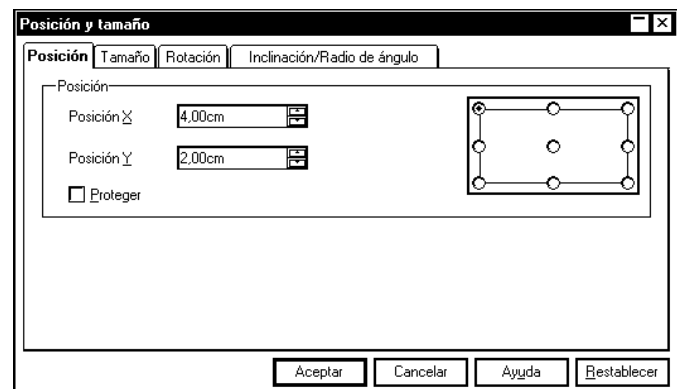 Posición y tamaño
Posición Tamaño Rotación Inclinación/Radio de ángulo
Posición
Posición X 4,00cm
Posición Y 2,00cm
Proteger
Aceptar Cancelar Ayuda Restablecer